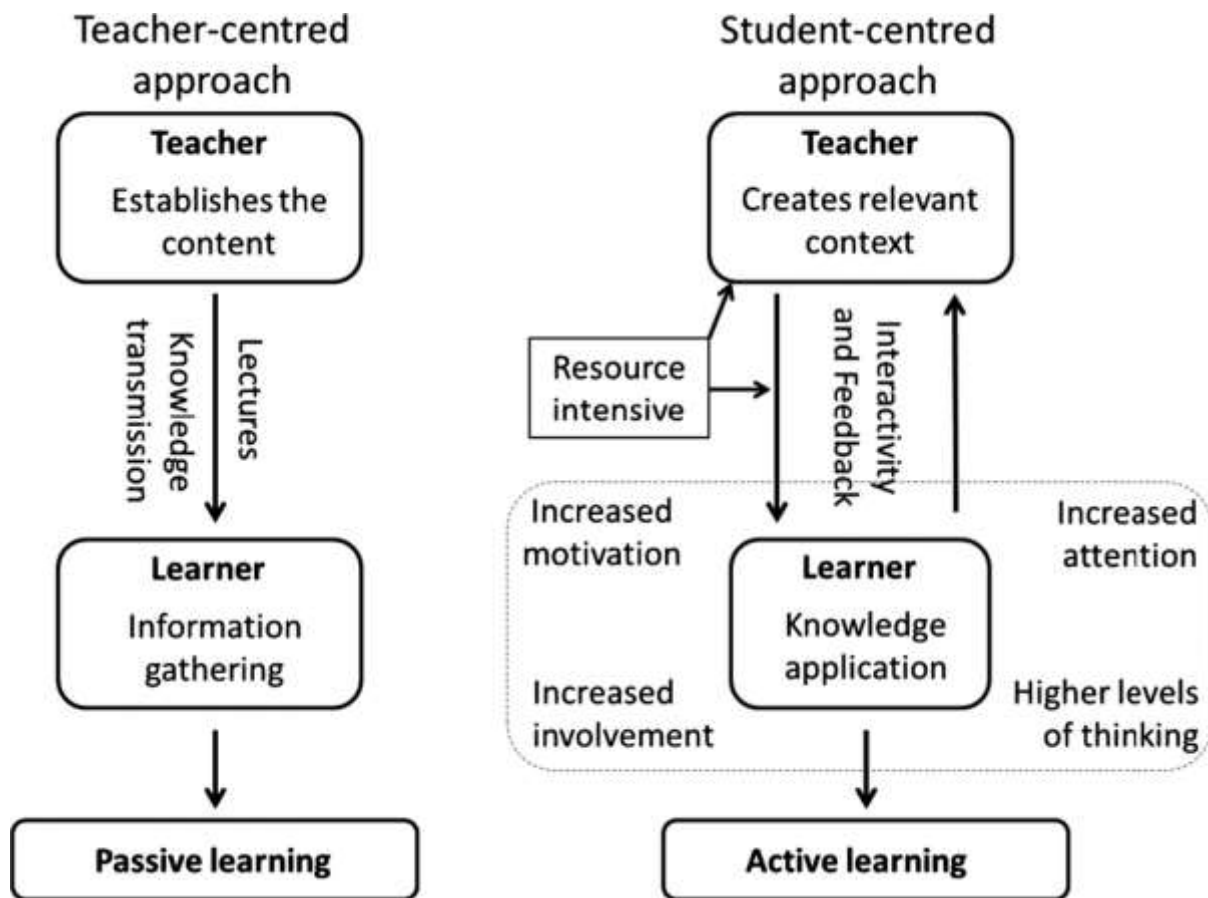 Teacher-centred
approach
Teacher
Establishes the
content
Lectures
Knowledge
transmission
Learner
Information
gathering
Passive learning
Student-centred
approach
Teacher
Creates relevant
context
Resource
intensive
Interactivity
and Feedback
Increased
motivation
Increased
attention
Learner
Knowledge
application
Increased
involvement
Higher levels
of thinking
Active learning